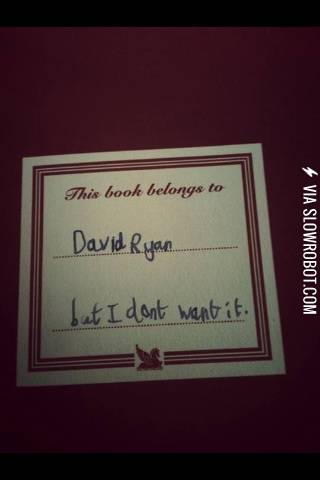 This book belongs to
David Ryan
but I dont want it.
VIA SLOWROBOT.COM